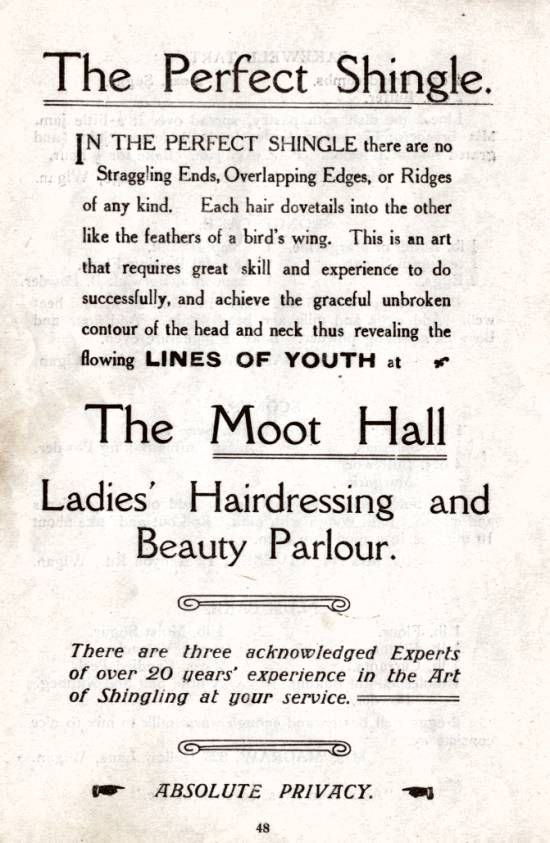 The Perfect Shingle.
IN THE PERFECT SHINGLE there are no
Straggling Ends, Overlapping Edges, or Ridges
of any kind. Each hair dovetails into the other
like the feathers of a bird's wing. This is an art
that requires great skill and experience to do
successfully, and achieve the graceful unbroken
contour of the head and neck thus revealing the
flowing LINES OF YOUTH at
The Moot Hall
Ladies' Hairdressing and
Beauty Parlour.
There are three acknowledged Experts
of over 20 years' experience in the Art
of Shingling at your service.
ABSOLUTE PRIVACY.
48